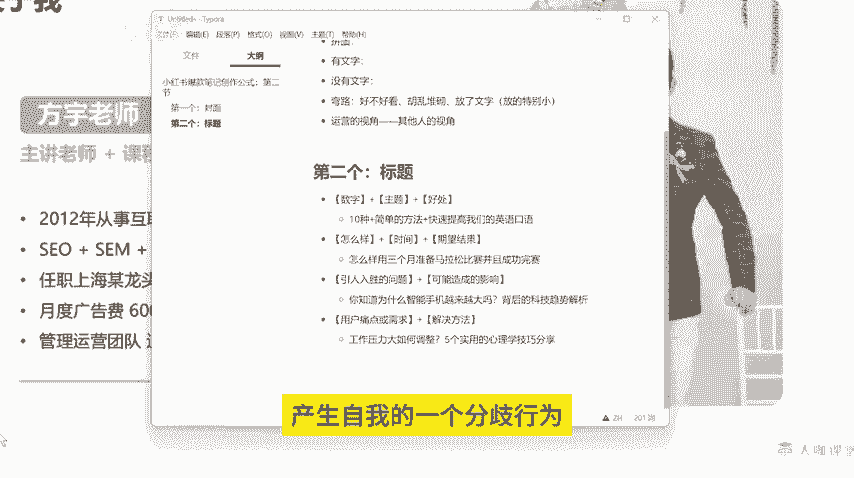 关于我
方宇老师
主讲老师 + 课程
2012年从事互联
SEO + SEM +
任职上海某龙头
月度广告费 600
管理运营团队
Untitled - Typora
编辑(E) 段落(P) 格式(O) 视图(V) 主题(T) 帮助(H)
文件 大纲
小红书爆款笔记创作公式：第二节
第一个：封面
第二个：标题
拼图：
有文字：
没有文字：
弯路：好不好看、胡乱堆砌、放了文字（放的特别小）
运营的视角——其他人的视角
第二个：标题
【数字】+【主题】+【好处】
10种+简单的方法+快速提高我们的英语口语
【怎么样】+【时间】+【期望结果】
怎么样用三个月准备马拉松比赛并且成功完赛
【引人入胜的问题】+【可能造成的影响】
你知道为什么智能手机越来越大吗？背后的科技趋势解析
【用户痛点或需求】+【解决方法】
工作压力大如何调整？5个实用的心理学技巧分享
ZH 201 词
产生自我的一个分歧行为
人咖课堂